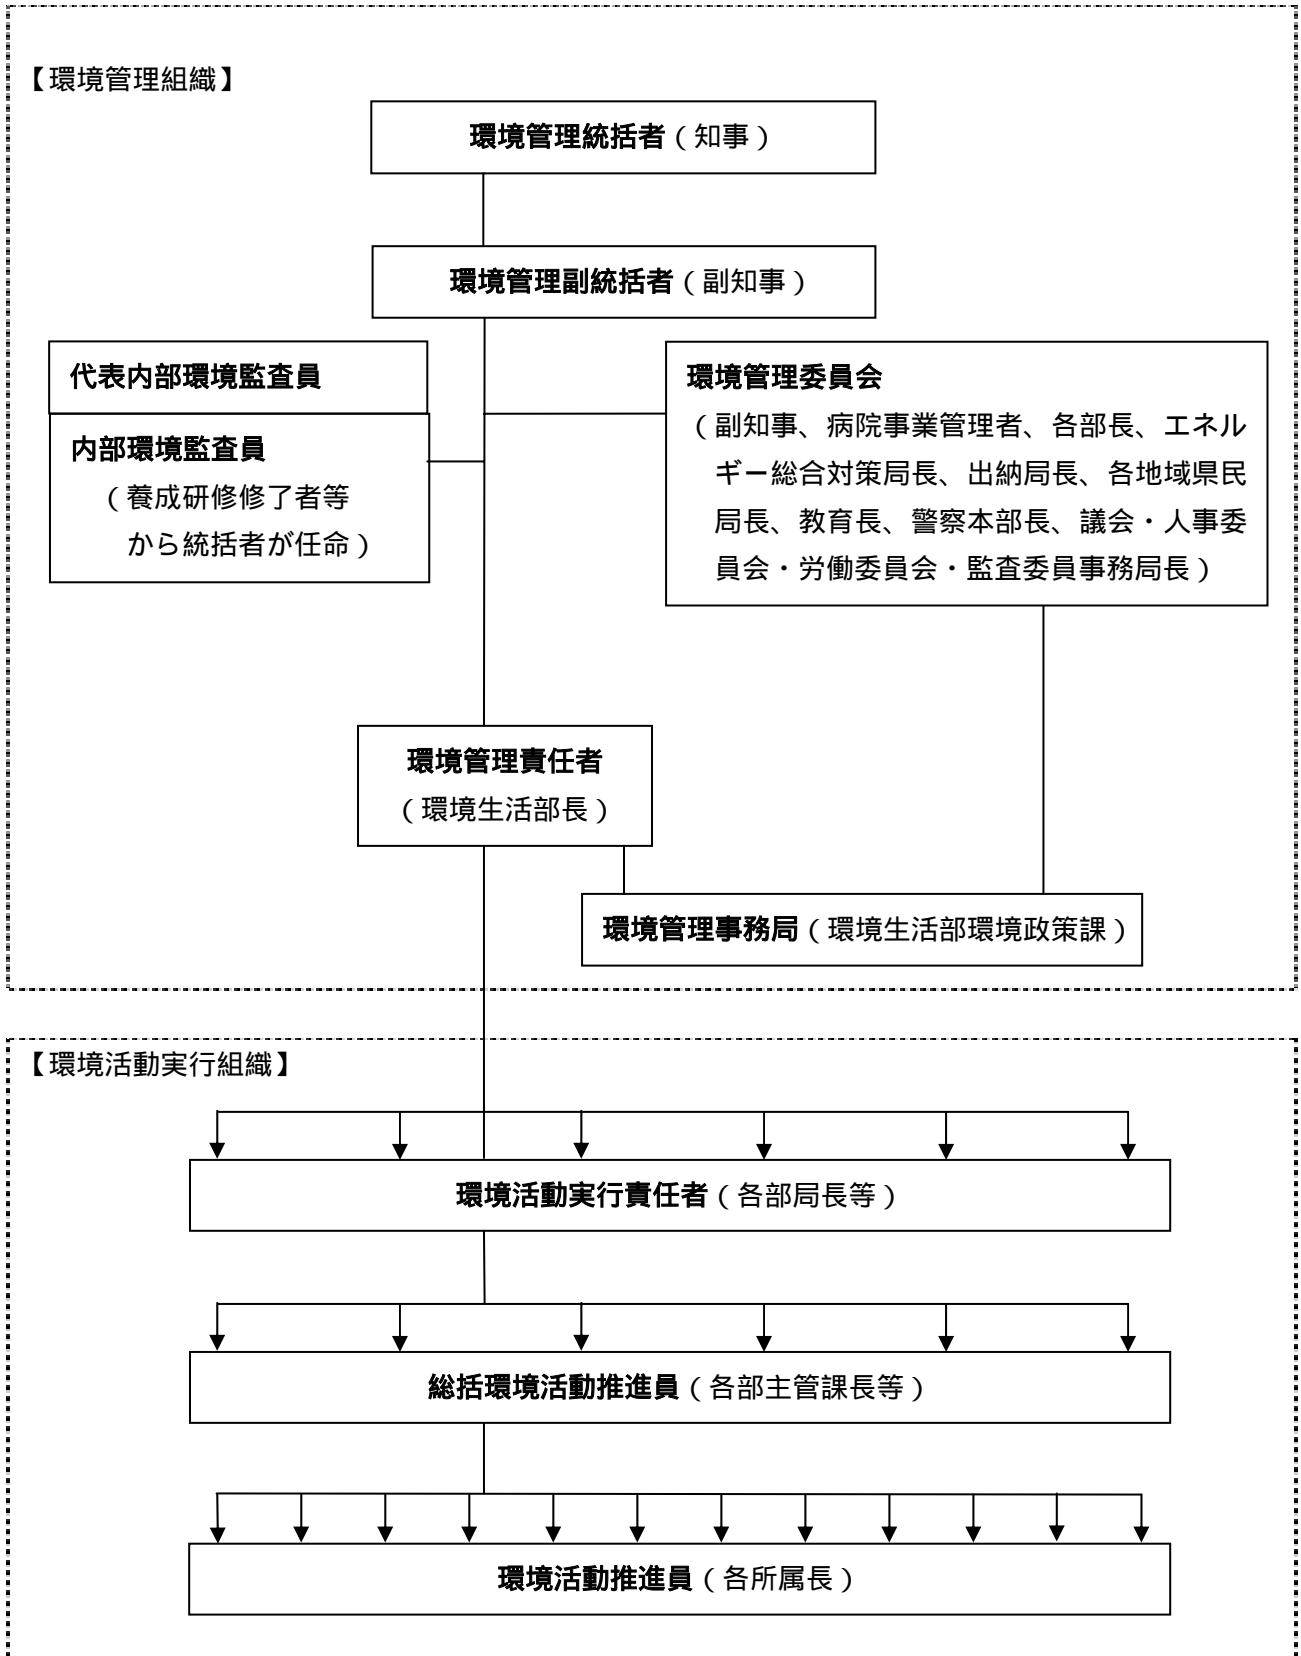 【環境管理組織】
環境管理統括者（知事）
環境管理副統括者（副知事）
代表内部環境監査員
内部環境監査員
（養成研修修了者等
から統括者が任命）
環境管理委員会
（副知事、病院事業管理者、各部長、エネル
ギー総合対策局長、出納局長、各地域県民
局長、教育長、警察本部長、議会・人事委
員会・労働委員会・監査委員事務局長）
環境管理責任者
（環境生活部長）
環境管理事務局（環境生活部環境政策課）
【環境活動実行組織】
環境活動実行責任者（各部局長等）
総括環境活動推進員（各部主管課長等）
環境活動推進員（各所属長）